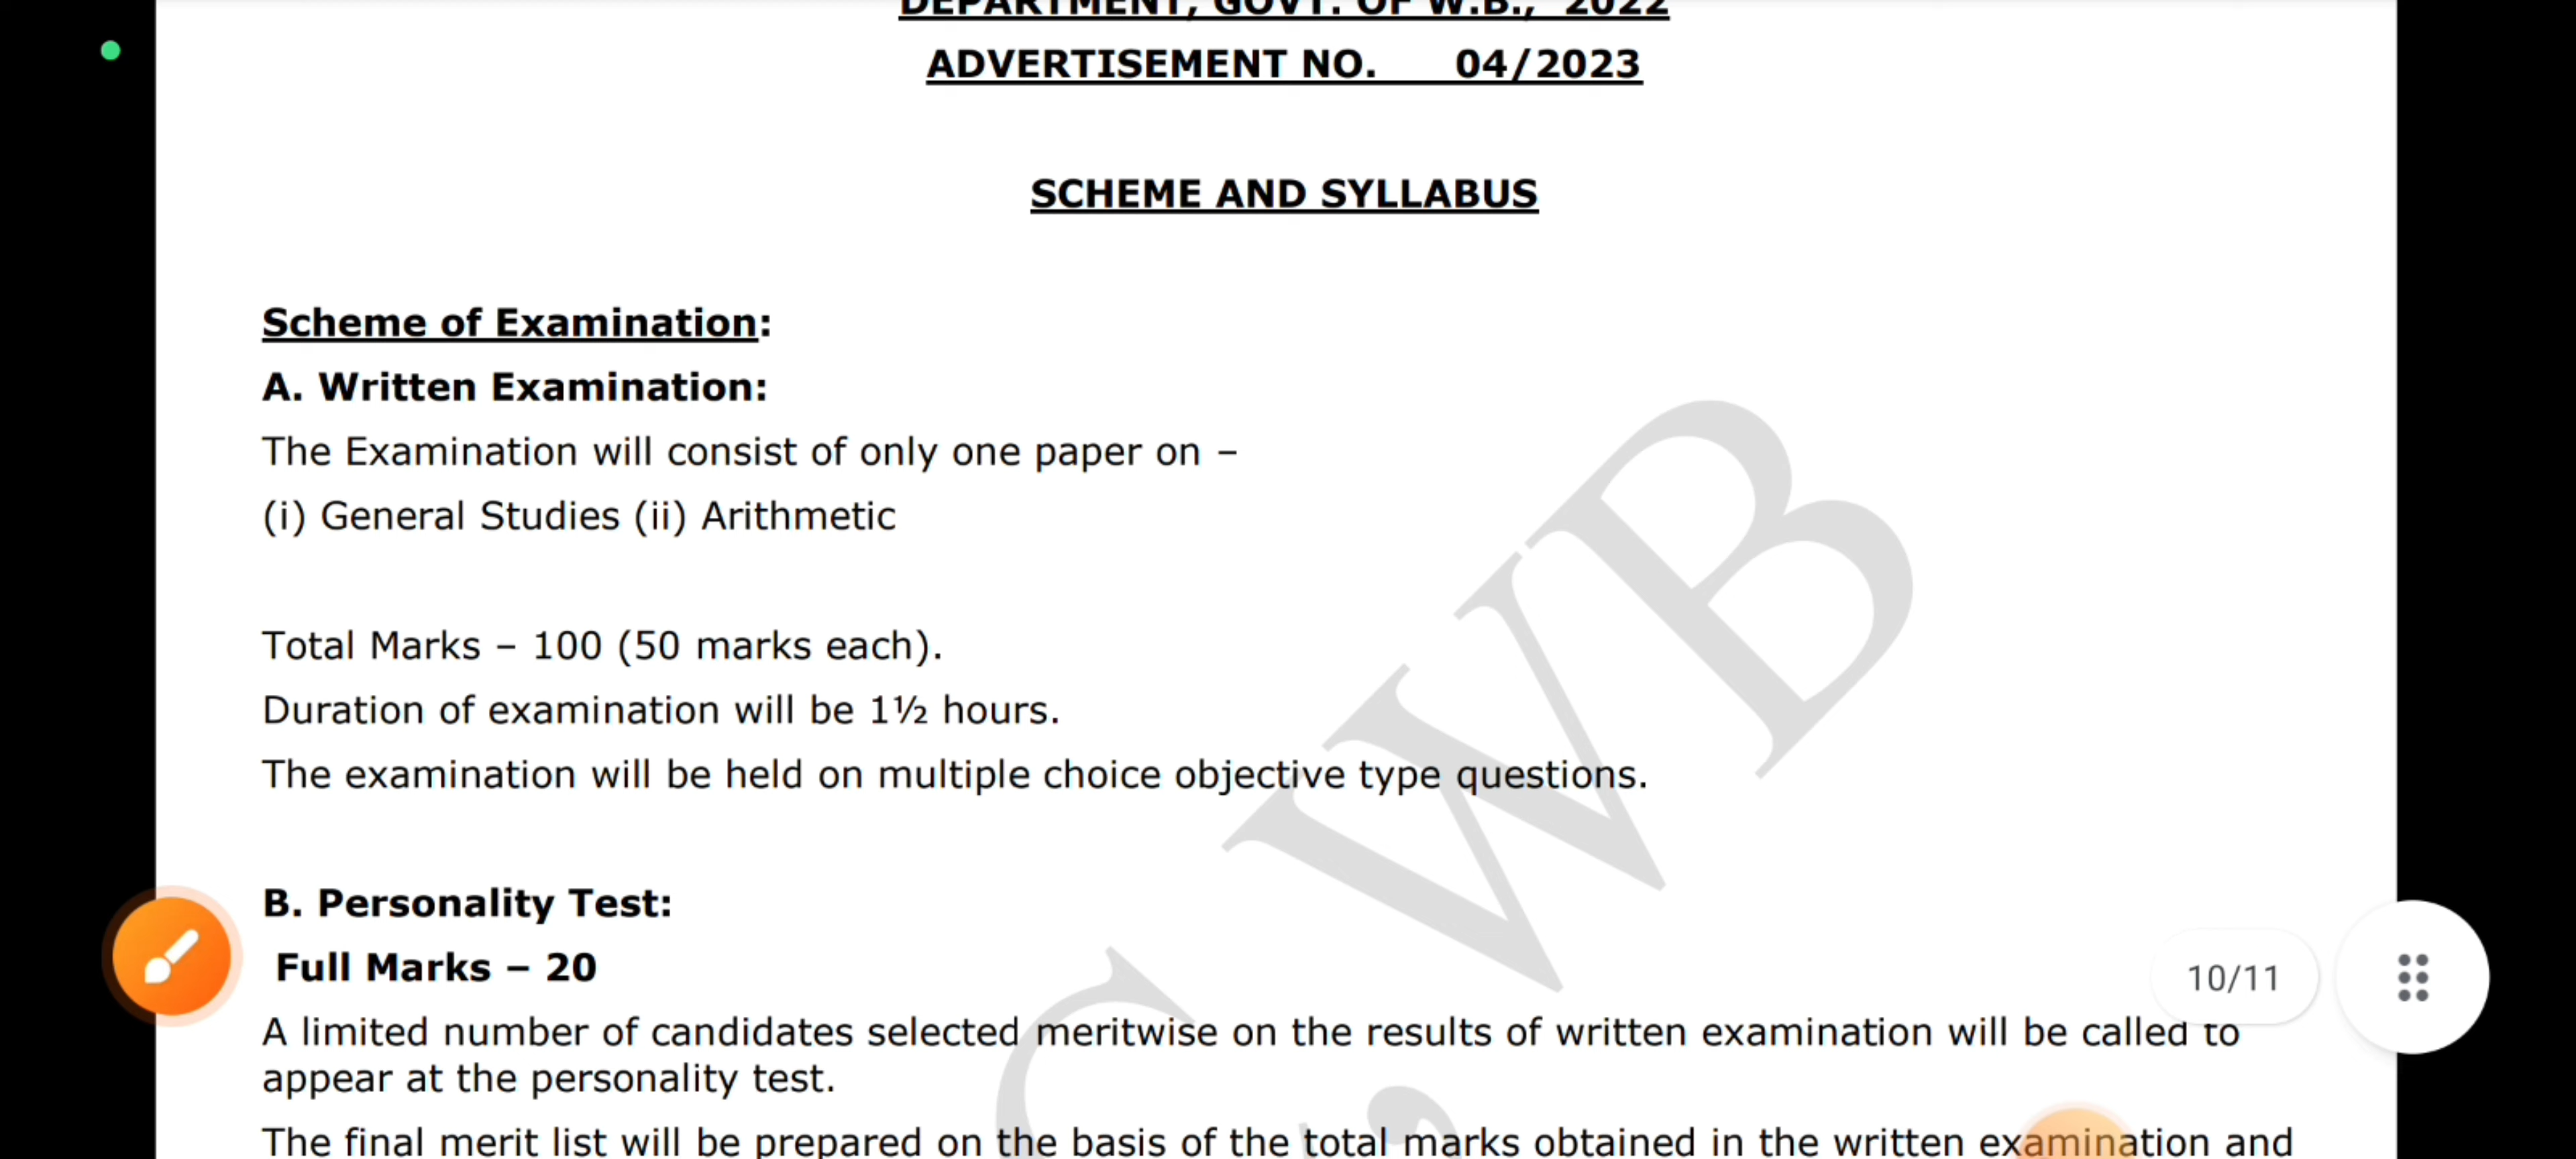 DEPARTMENT, GOVT. OF W.B., 2022
ADVERTISEMENT NO. 04/2023
SCHEME AND SYLLABUS
Scheme of Examination:
A. Written Examination:
The Examination will consist of only one paper on –
(i) General Studies (ii) Arithmetic
Total Marks – 100 (50 marks each).
Duration of examination will be 1½ hours.
The examination will be held on multiple choice objective type questions.
B. Personality Test:
Full Marks – 20
10/11
A limited number of candidates selected meritwise on the results of written examination will be called to
appear at the personality test.
The final merit list will be prepared on the basis of the total marks obtained in the written examination and
C WB